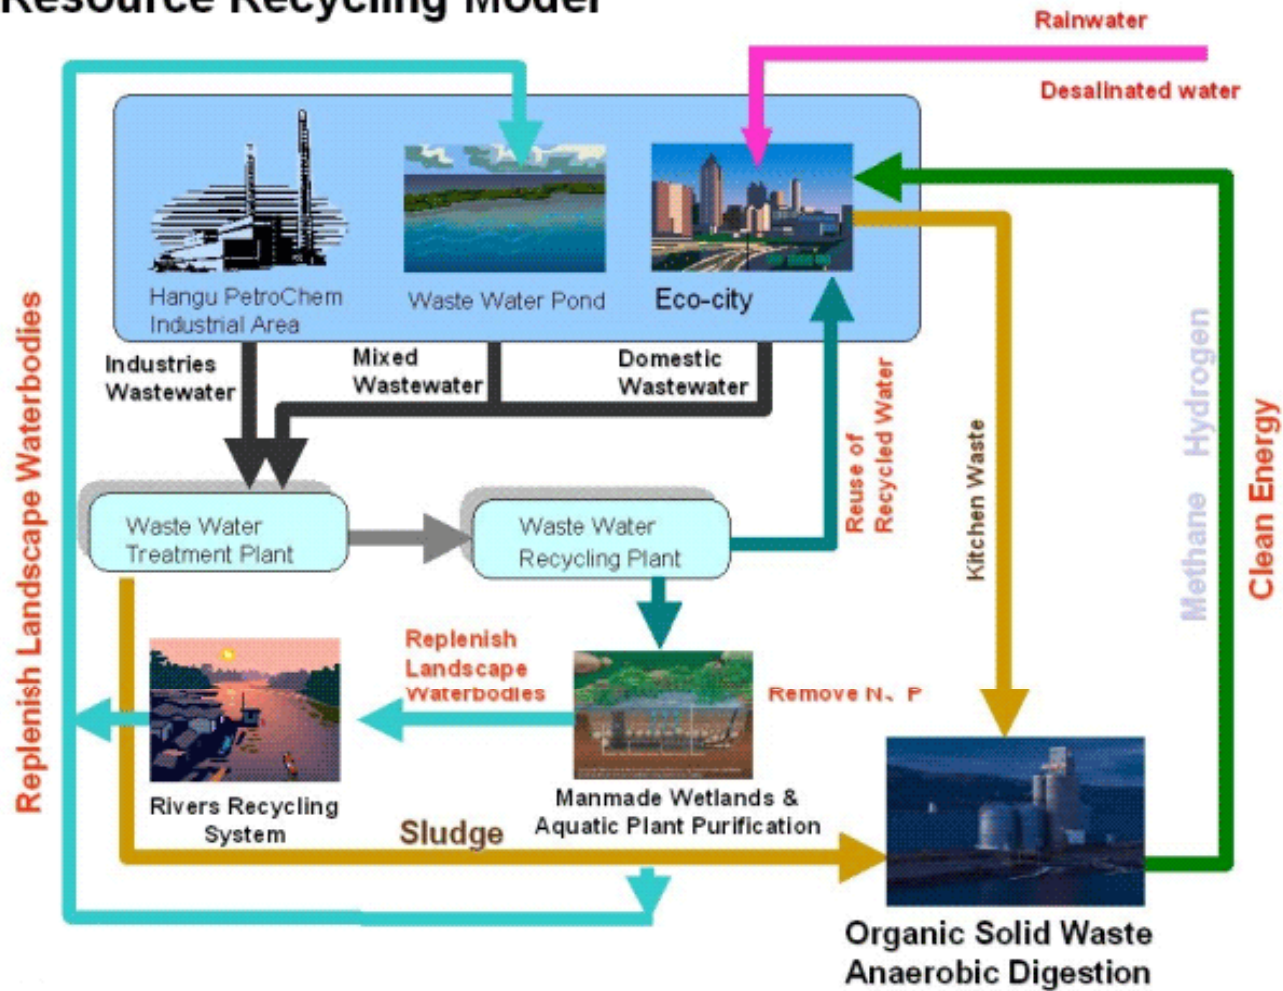 Resource Recycling Model
Rainwater
Desalinated water
Hangu PetroChem
Industrial Area
Waste Water Pond
Eco-city
Industries
Wastewater
Mixed
Wastewater
Domestic
Wastewater
Replenish Landscape Waterbodies
Reuse of
Recycled Water
Kitchen Waste
Methane Hydrogen
Clean Energy
Waste Water
Treatment Plant
Waste Water
Recycling Plant
Replenish
Landscape
Waterbodies
Remove N、P
Rivers Recycling
System
Manmade Wetlands &
Aquatic Plant Purification
Sludge
Organic Solid Waste
Anaerobic Digestion